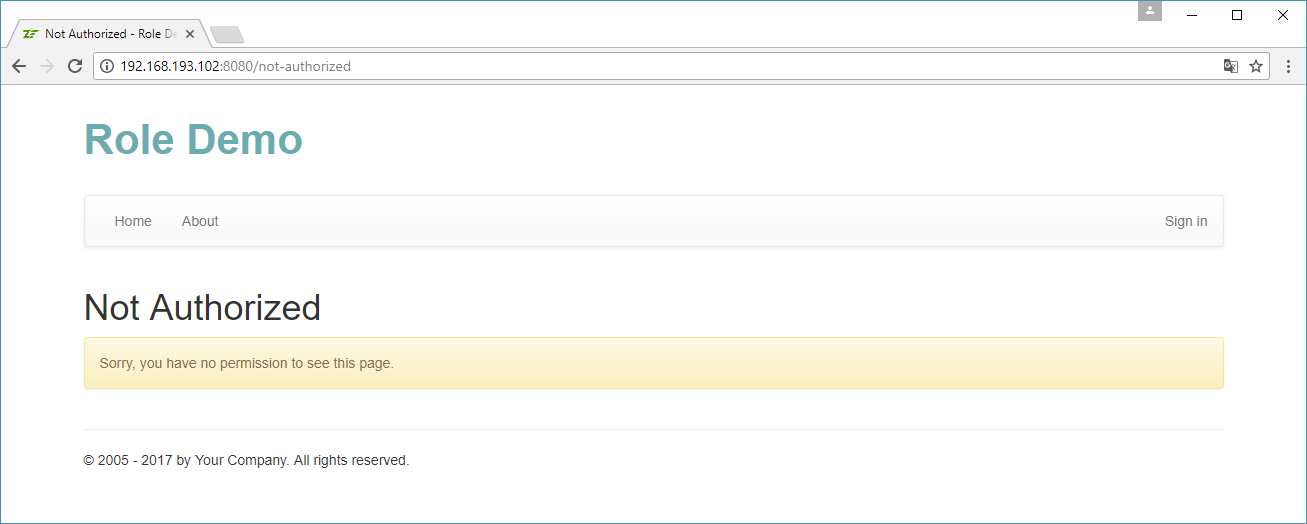 Not Authorized - Role De
192.168.193.102:8080/not-authorized
Role Demo
Home About Sign in
Not Authorized
Sorry, you have no permission to see this page.
© 2005 - 2017 by Your Company. All rights reserved.